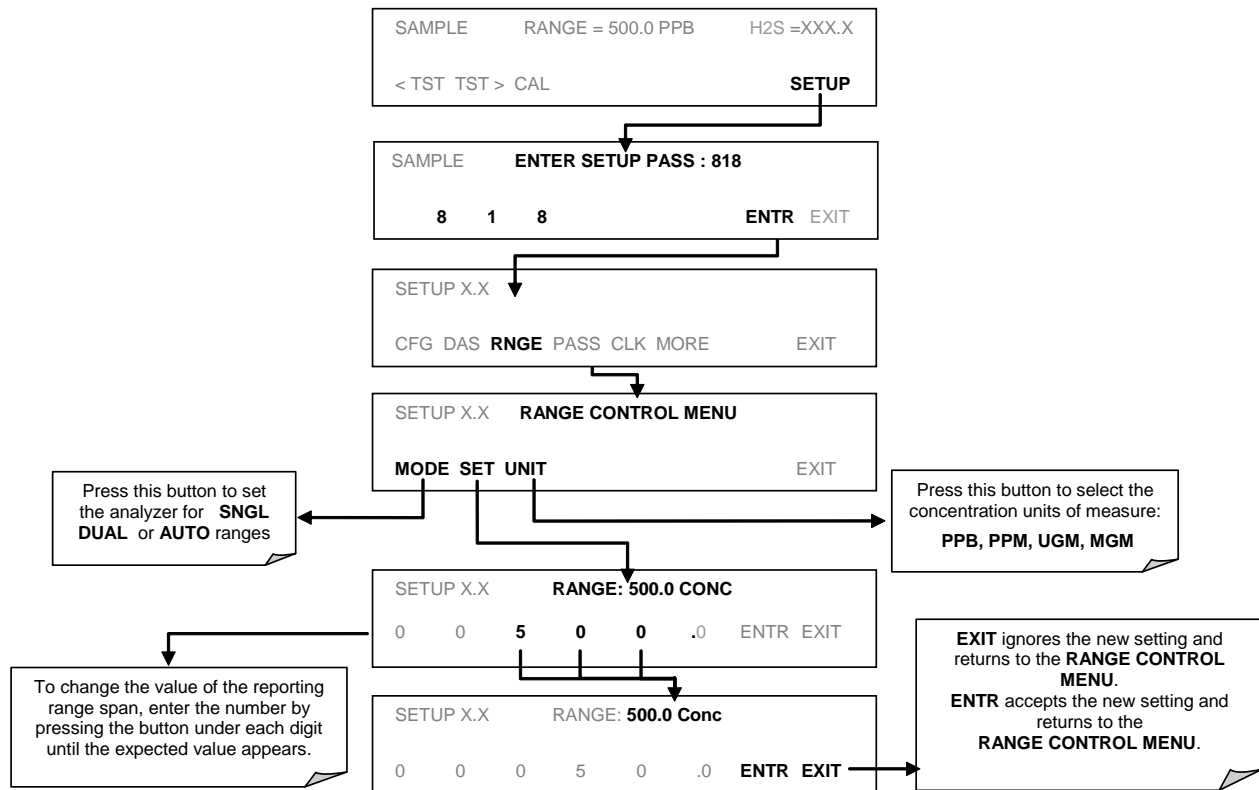 SAMPLE RANGE = 500.0 PPB H2S =XXX.X
< TST TST > CAL SETUP
SAMPLE ENTER SETUP PASS : 818
8 1 8 ENTR EXIT
SETUP X.X
CFG DAS RNGE PASS CLK MORE EXIT
SETUP X.X RANGE CONTROL MENU
MODE SET UNIT EXIT
Press this button to set
the analyzer for SNGL
DUAL or AUTO ranges
Press this button to select the
concentration units of measure:
PPB, PPM, UGM, MGM
SETUP X.X RANGE: 500.0 CONC
0 0 5 0 0 .0 ENTR EXIT
To change the value of the reporting
range span, enter the number by
pressing the button under each digit
until the expected value appears.
SETUP X.X RANGE: 500.0 Conc
0 0 0 5 0 .0 ENTR EXIT
EXIT ignores the new setting and
returns to the RANGE CONTROL
MENU.
ENTR accepts the new setting and
returns to the
RANGE CONTROL MENU.